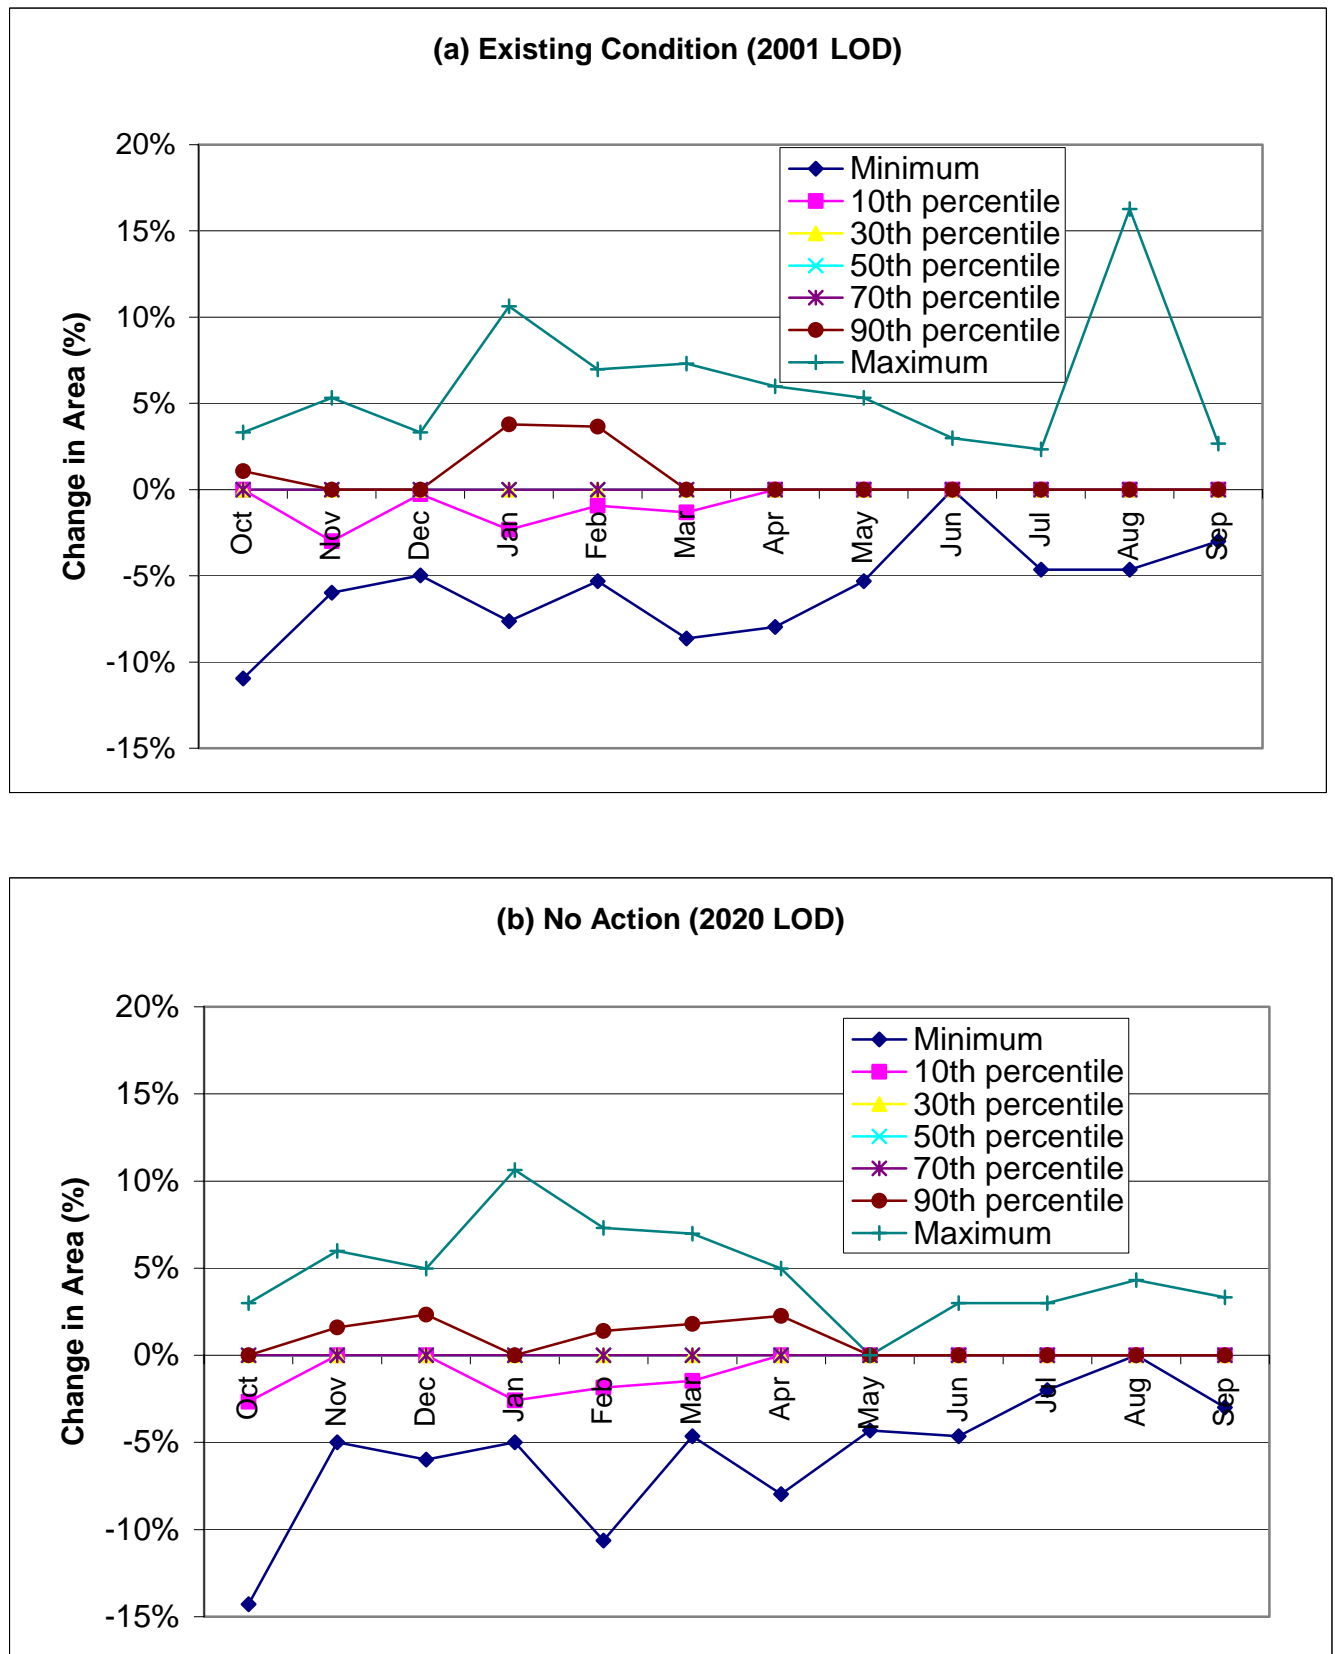 (a) Existing Condition (2001 LOD)
20%
15%
10%
5%
0%
-5%
-10%
-15%
Change in Area (%)
Minimum
10th percentile
30th percentile
50th percentile
70th percentile
90th percentile
Maximum
Oct
Nov
Dec
Jan
Feb
Mar
Apr
May
Jun
Jul
Aug
Sep
(b) No Action (2020 LOD)
20%
15%
10%
5%
0%
-5%
-10%
-15%
Change in Area (%)
Minimum
10th percentile
30th percentile
50th percentile
70th percentile
90th percentile
Maximum
Oct
Nov
Dec
Jan
Feb
Mar
Apr
May
Jun
Jul
Aug
Sep